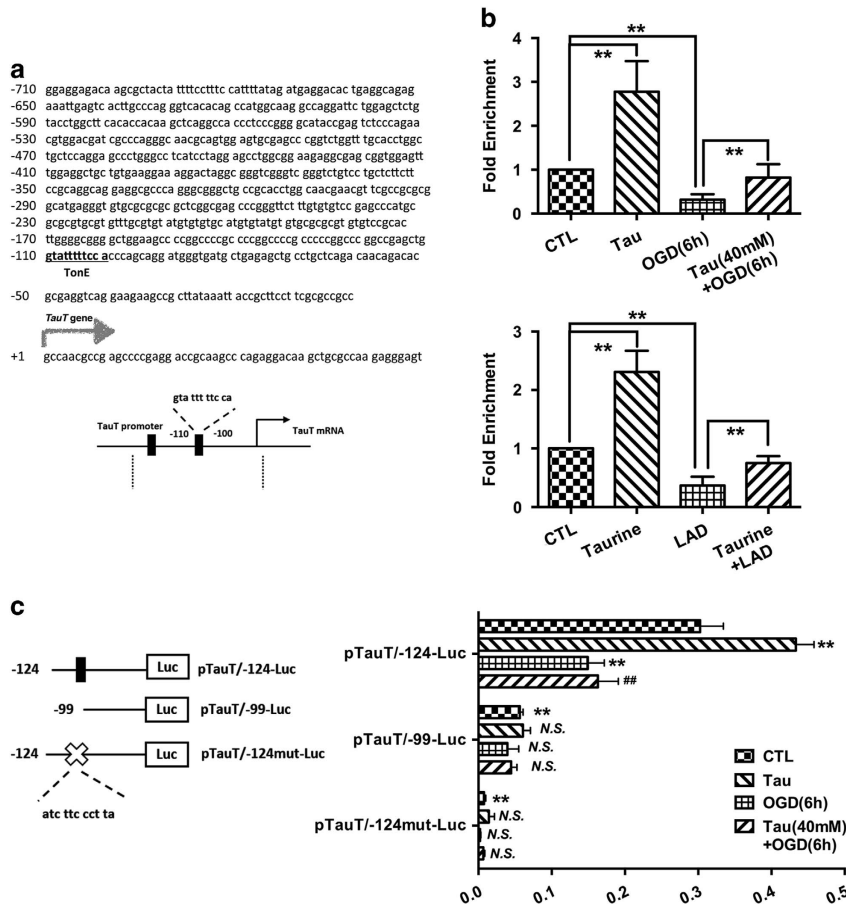 a
-710 ggaggagaca agcgctacta ttttcctttc cattttatag atgaggacac tgaggcagag
-650 aaattgagtc acttgcccag ggtcacacag ccatggcaag gccaggattc tggagctctg
-590 tacctggctt cacaccacaa gctcaggcca ccctcccggg gcataccgag tctcccagaa
-530 cgtggacgat cgcccagggc aacgcagtgg agtgcgagcc cggtctggtt tgcacctggc
-470 tgctccagga gccctgggcc tcatcctagg agcctggcgg aagaggcgag cggtggagtt
-410 tggaggctgc tgtgaaggaa aggactaggc gggtcgggtc gggtctgtcc tgctcttctt
-350 ccgcaggcag gaggcgccca gggcgggctg ccgcacctgg caacgaacgt tcgccgcgcg
-290 gcatgagggt gtgcgcgcgc gctcggcgag cccgggttct ttgtgtgtcc gagcccatgc
-230 gcgcgtgcgt gtttgcgtgt atgtgtgtgc atgtgtatgt gtgcgcgcgt gtgtccgcac
-170 ttggggcggg gctggaagcc cggccccgc cccggccccg gcccccggccc ggccgagctg
-110 gtatttttcc acccagcagg atgggtgatg ctgagagctg cctgctcaga caacagacac
TonE
-50 gcgaggtcag gaagaagccg cttataaatt accgcttcct tcgcgccgcc
TauT gene
+1 gccaacgccg agccccgagg accgcaagcc cagaggacaa gctgcgccaa gagggagt
gta ttt ttc ca
TauT promoter
-110
-100
TauT mRNA
b
Fold Enrichment
4
3
2
1
0
**
**
**
CTL
Tau
OGD(6h)
Tau(40mM)
+OGD(6h)
Fold Enrichment
3
2
1
0
**
**
**
CTL
Taurine
LAD
Taurine
+LAD
c
-124
Luc
pTauT/-124-Luc
-99
Luc
pTauT/-99-Luc
-124
Luc
pTauT/-124mut-Luc
atc ttc cct ta
pTauT/-124-Luc
**
**
##
pTauT/-99-Luc
**
N.S.
N.S.
N.S.
pTauT/-124mut-Luc
**
N.S.
N.S.
N.S.
CTL
Tau
OGD(6h)
Tau(40mM)
+OGD(6h)
0.0
0.1
0.2
0.3
0.4
0.5